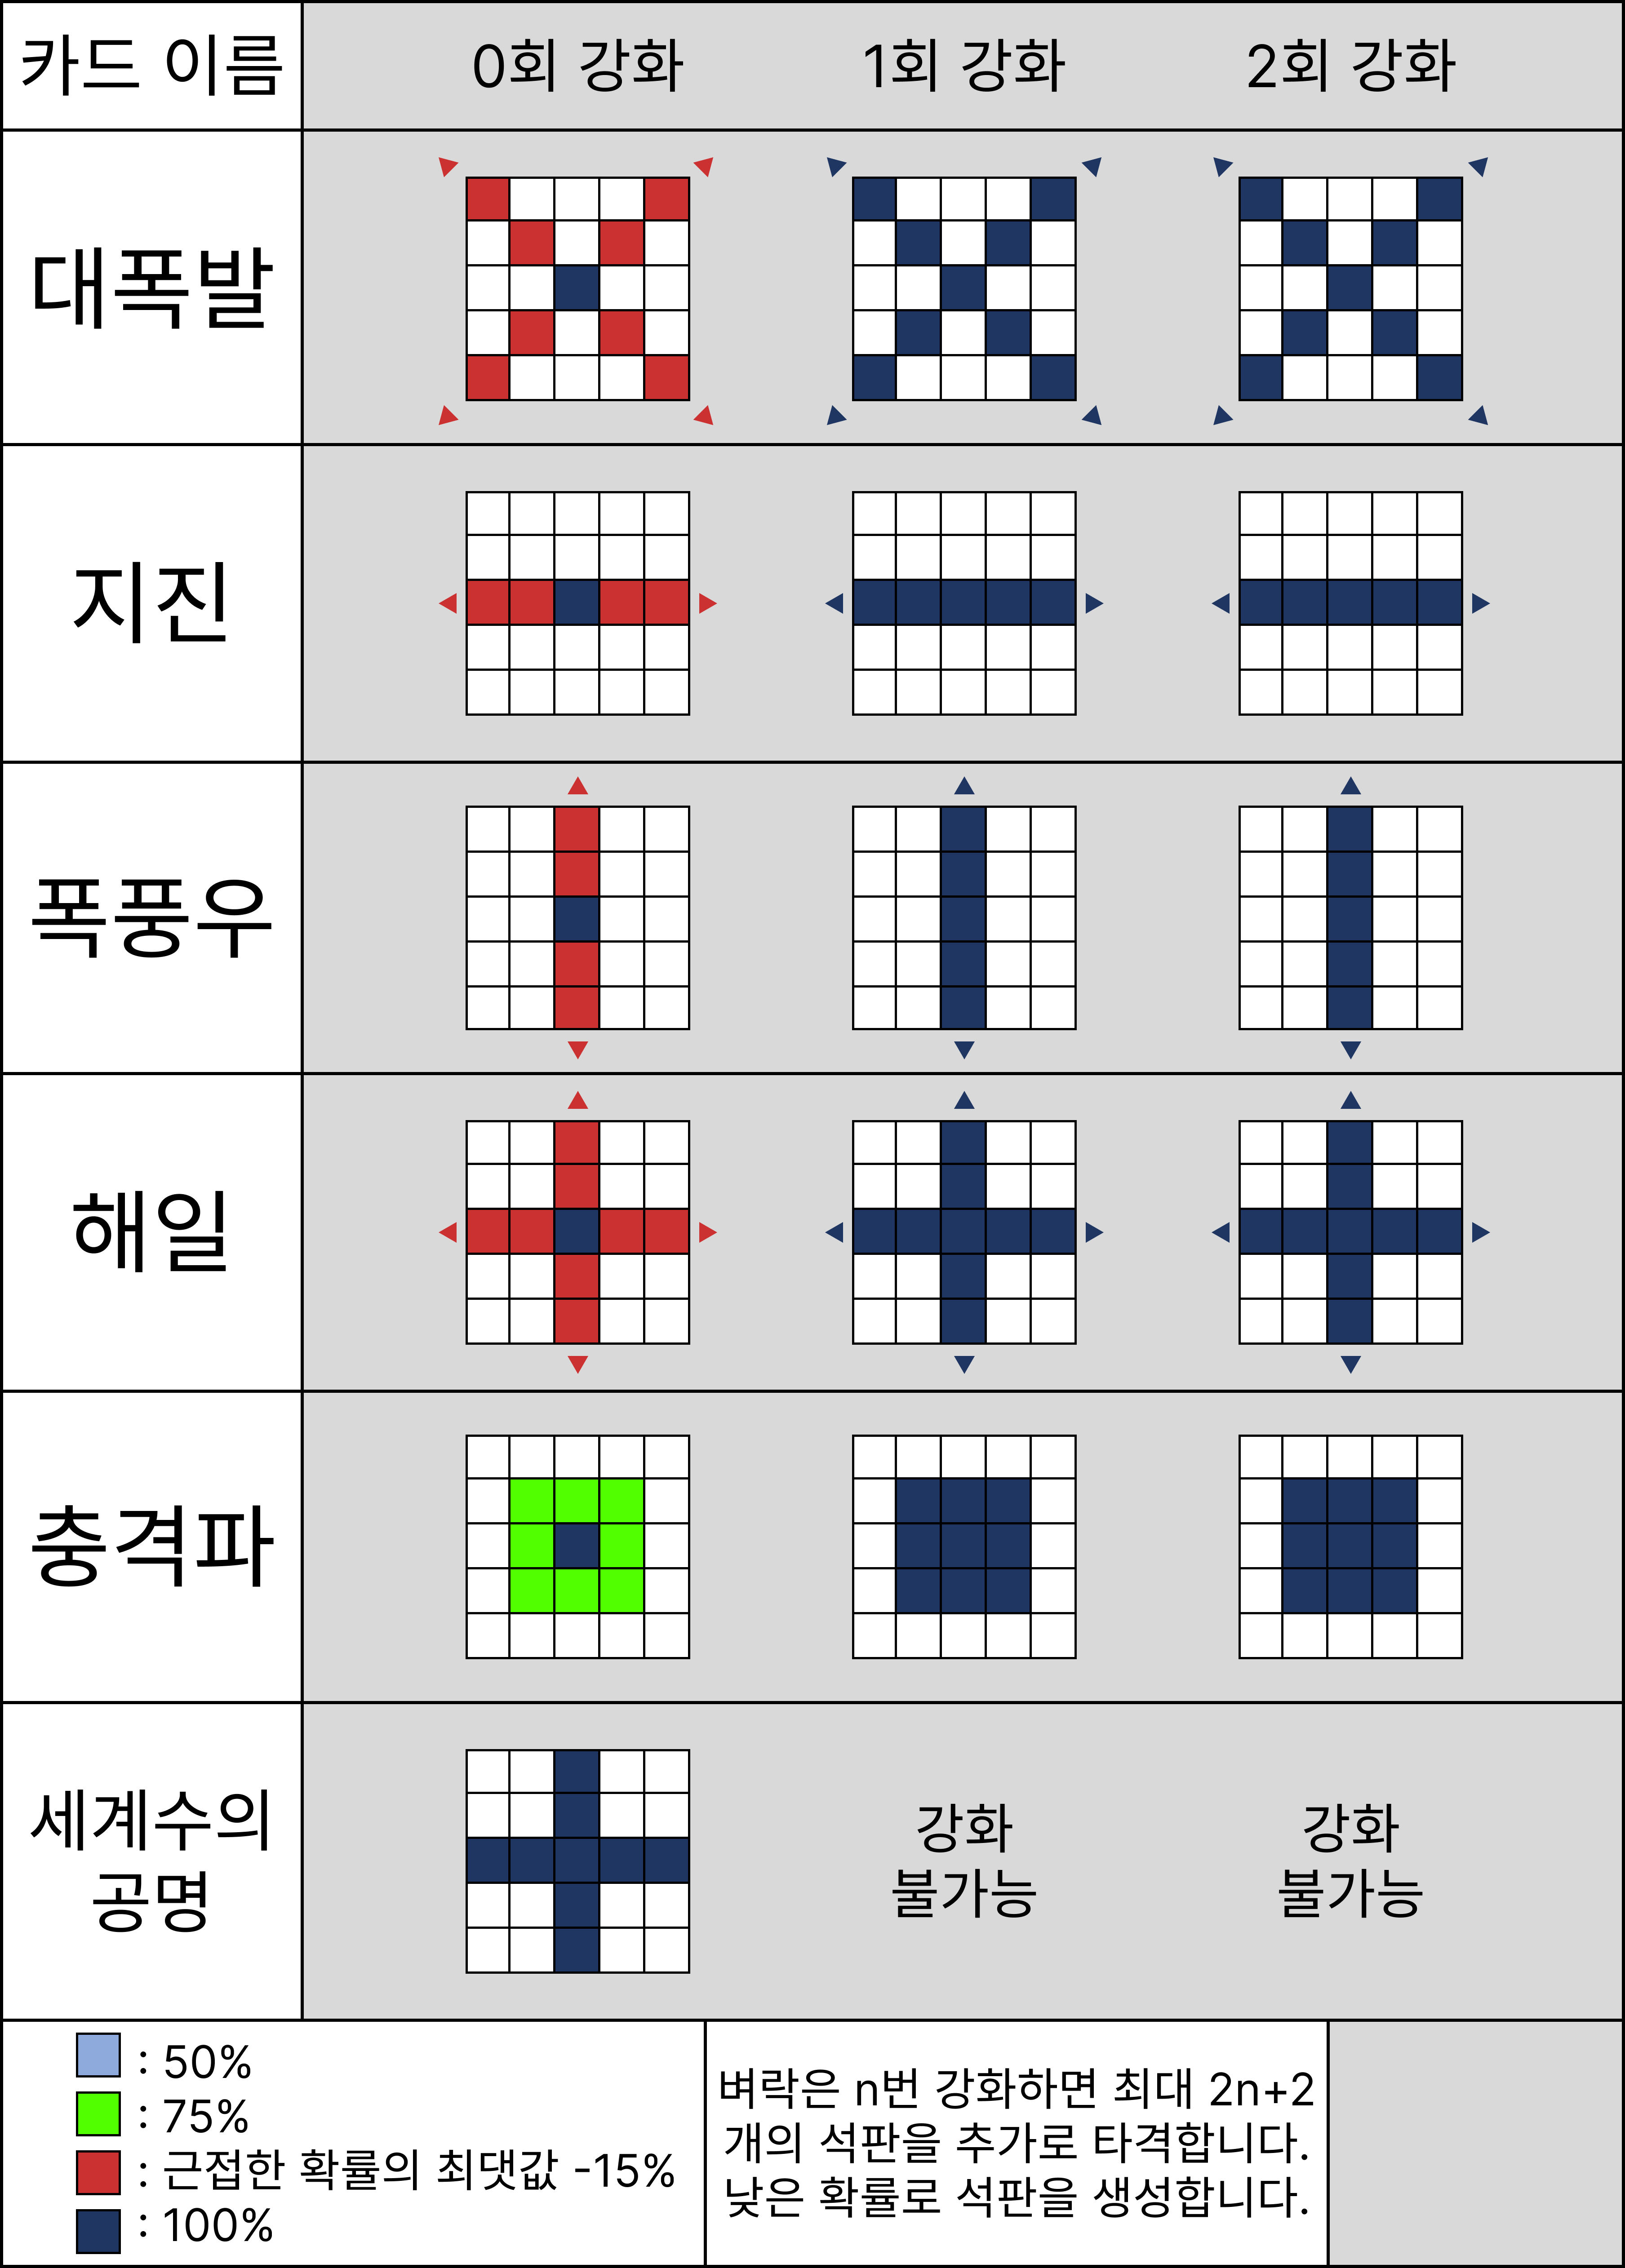 카드 이름
0회 강화
1회 강화
2회 강화
대폭발
지진
폭풍우
해일
충격파
세계수의
공명
강화
불가능
강화
불가능
: 50%
: 75%
: 근접한 확률의 최댓값 -15%
: 100%
벼락은 n번 강화하면 최대 2n+2
개의 석판을 추가로 타격합니다.
낮은 확률로 석판을 생성합니다.